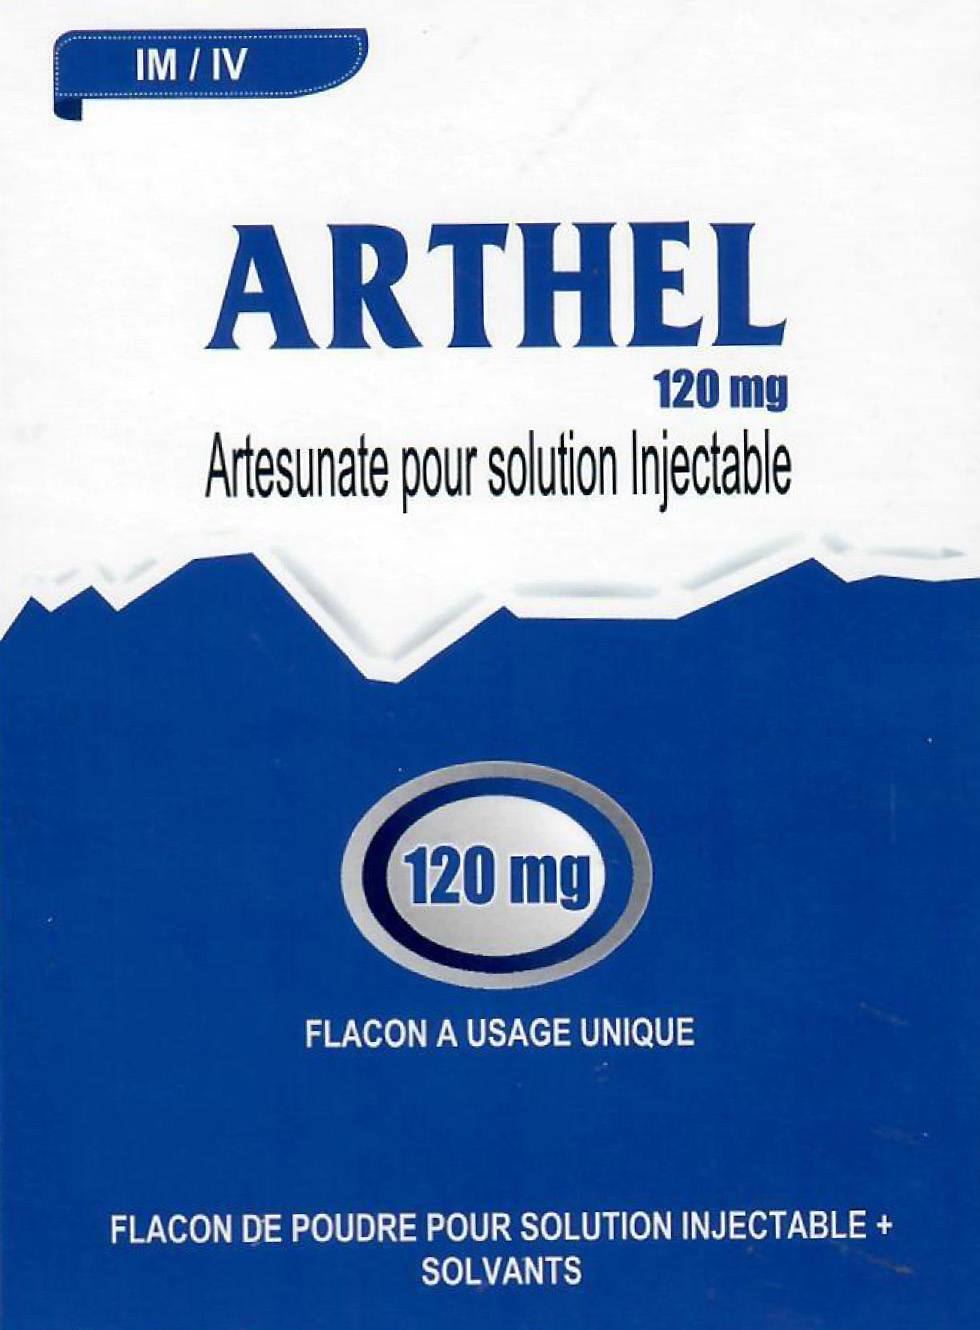 IM / IV
ARTHEL
120 mg
Artesunate pour solution Injectable
120 mg
FLACON A USAGE UNIQUE
FLACON DE POUDRE POUR SOLUTION INJECTABLE +
SOLVANTS